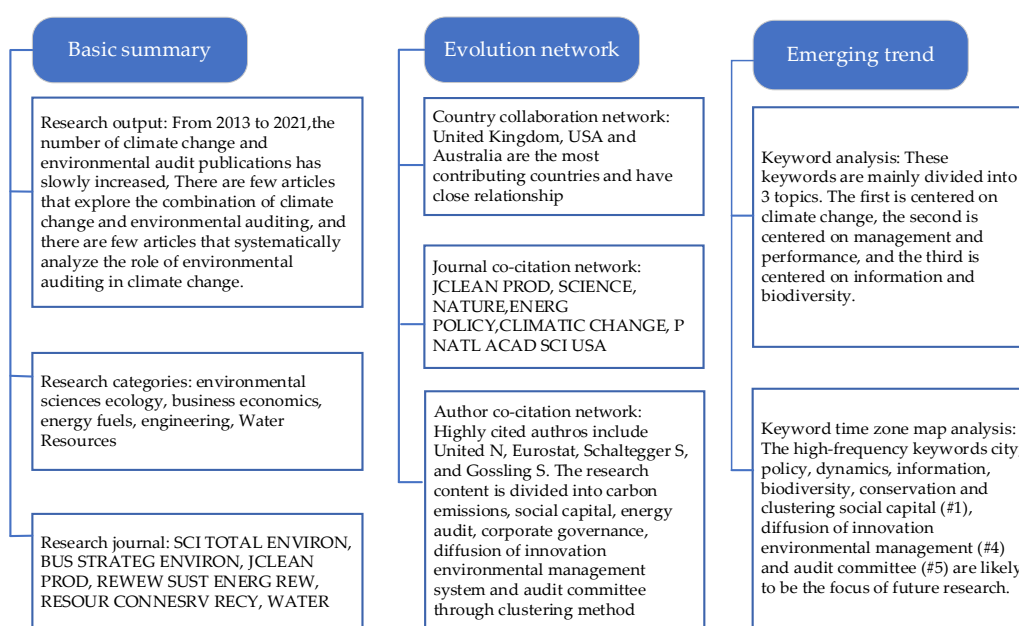 Basic summary
Research output: From 2013 to 2021,the
number of climate change and
environmental audit publications has
slowly increased, There are few articles
that explore the combination of climate
change and environmental auditing, and
there are few articles that systematically
analyze the role of environmental
auditing in climate change.
Research categories: environmental
sciences ecology, business economics,
energy fuels, engineering, Water
Resources
Research journal: SCI TOTAL ENVIRON,
BUS STRATEG ENVIRON, JCLEAN
PROD, REWEW SUST ENERG REW,
RESOUR CONNESRV RECY, WATER
Evolution network
Country collaboration network:
United Kingdom, USA and
Australia are the most
contributing countries and have
close relationship
Journal co-citation network:
JCLEAN PROD, SCIENCE,
NATURE,ENERG
POLICY,CLIMATIC CHANGE, P
NATL ACAD SCI USA
Author co-citation network:
Highly cited authros include
United N, Eurostat, Schaltegger S,
and Gossling S. The research
content is divided into carbon
emissions, social capital, energy
audit, corporate governance,
diffusion of innovation
environmental management
system and audit committee
through clustering method
Emerging trend
Keyword analysis: These
keywords are mainly divided into
3 topics. The first is centered on
climate change, the second is
centered on management and
performance, and the third is
centered on information and
biodiversity.
Keyword time zone map analysis:
The high-frequency keywords city,
policy, dynamics, information,
biodiversity, conservation and
clustering social capital (#1),
diffusion of innovation
environmental management (#4)
and audit committee (#5) are likely
to be the focus of future research.